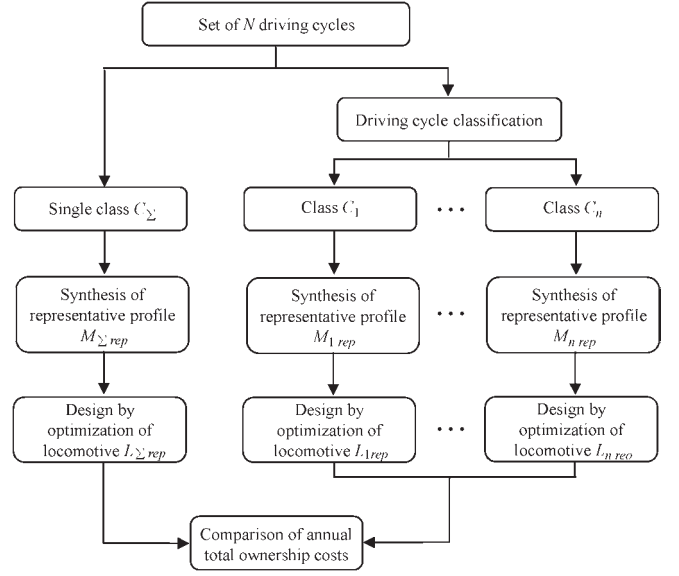 Set of N driving cycles
Driving cycle classification
Single class C∑
Class C1
• • •
Class Cn
Synthesis of
representative profile
M∑ rep
Synthesis of
representative profile
M1 rep
• • •
Synthesis of
representative profile
Mn rep
Design by
optimization of
locomotive L∑ rep
Design by
optimization of
locomotive L1rep
• • •
Design by
optimization of
locomotive Ln reo
Comparison of annual
total ownership costs